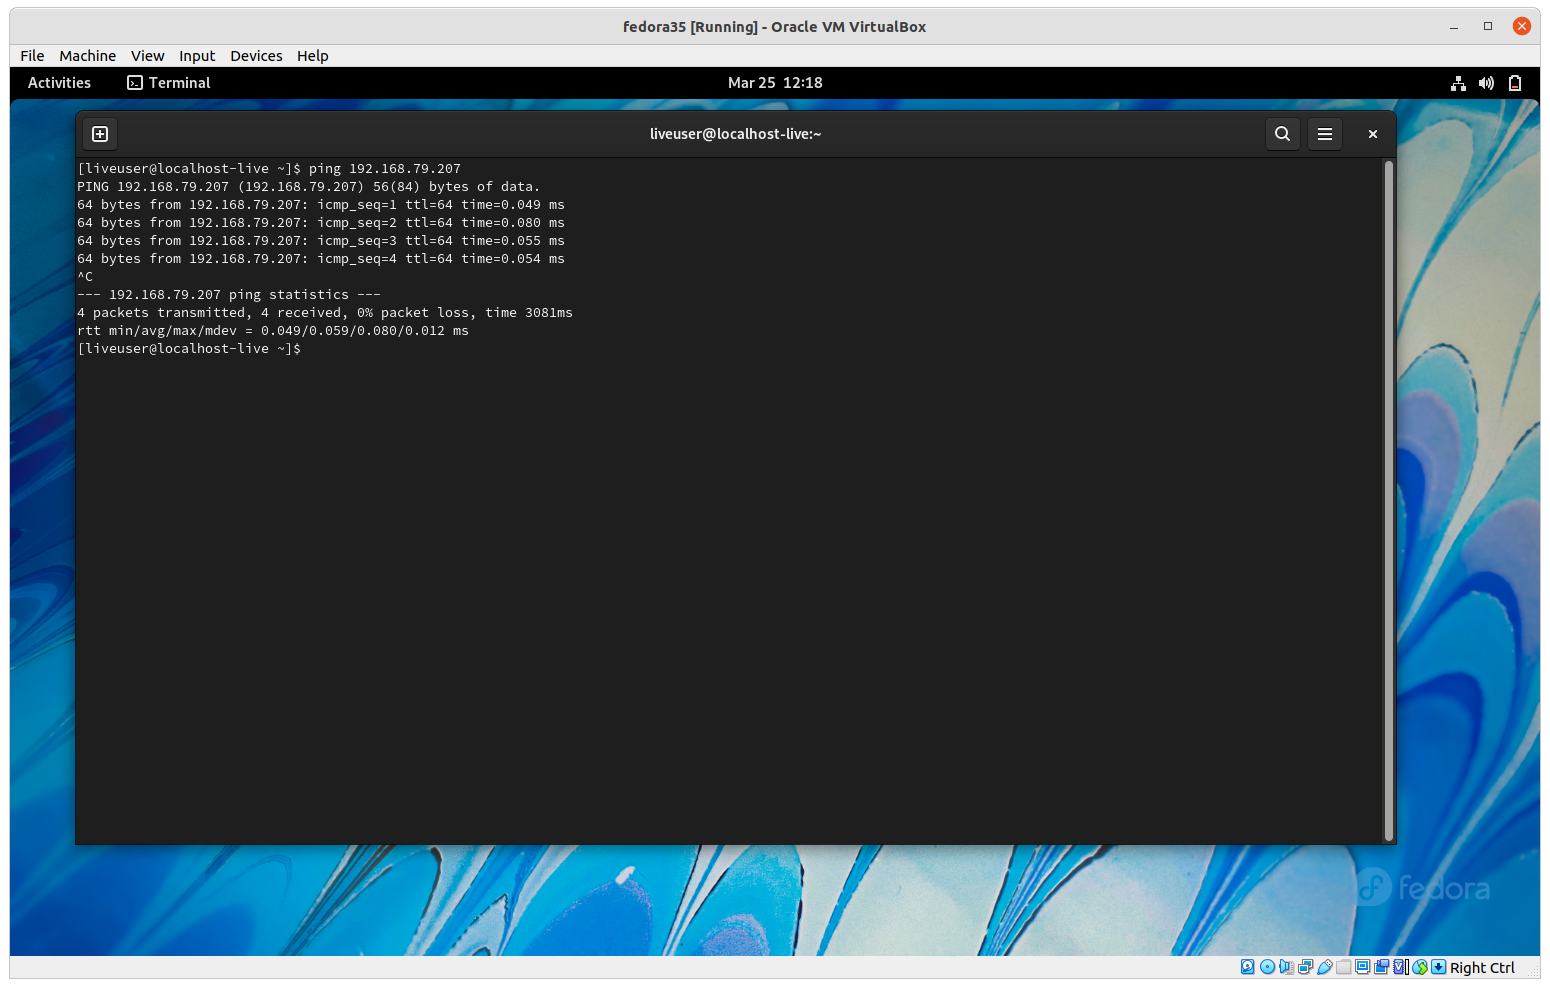 fedora35 [Running] - Oracle VM VirtualBox
File Machine View Input Devices Help
Activities Terminal Mar 25 12:18
liveuser@localhost-live:~
[liveuser@localhost-live ~]$ ping 192.168.79.207
PING 192.168.79.207 (192.168.79.207) 56(84) bytes of data.
64 bytes from 192.168.79.207: icmp_seq=1 ttl=64 time=0.049 ms
64 bytes from 192.168.79.207: icmp_seq=2 ttl=64 time=0.080 ms
64 bytes from 192.168.79.207: icmp_seq=3 ttl=64 time=0.055 ms
64 bytes from 192.168.79.207: icmp_seq=4 ttl=64 time=0.054 ms
^C
--- 192.168.79.207 ping statistics ---
4 packets transmitted, 4 received, 0% packet loss, time 3081ms
rtt min/avg/max/mdev = 0.049/0.059/0.080/0.012 ms
[liveuser@localhost-live ~]$
fedora
Right Ctrl